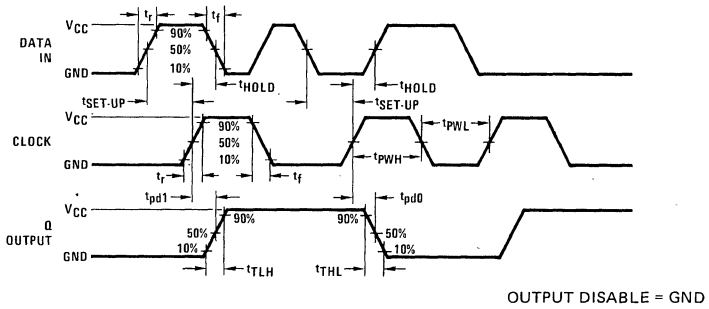 DATA IN
VCC
GND
tr
tf
90%
50%
10%
tHOLD
tHOLD
tSET-UP
tSET-UP
CLOCK
VCC
GND
90%
50%
10%
tr
tf
tPWH
tPWL
tpd1
tpd0
Q OUTPUT
VCC
GND
50%
10%
90%
90%
50%
10%
tTLH
tTHL
OUTPUT DISABLE = GND